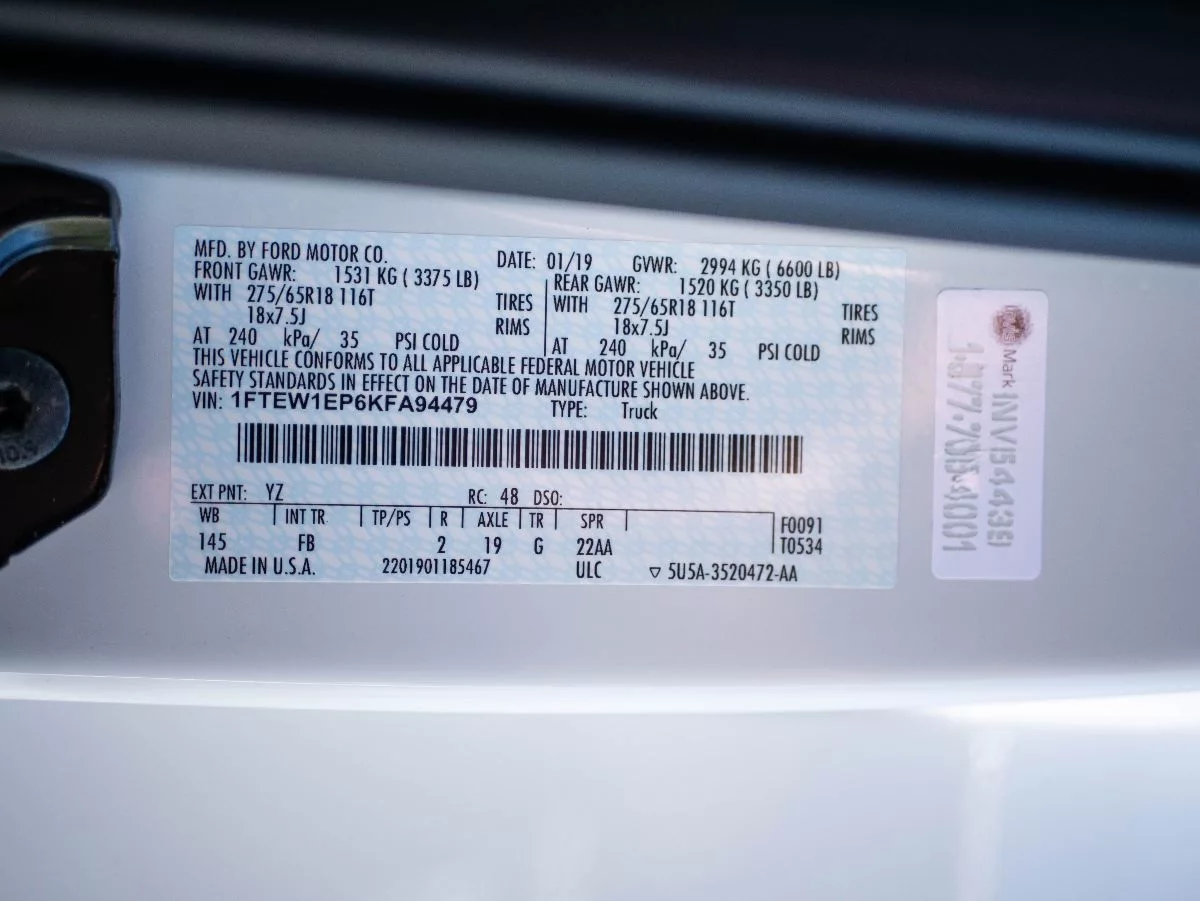 MFD. BY FORD MOTOR CO. DATE: 01/19 GVWR: 2994 KG ( 6600 LB)
FRONT GAWR: 1531 KG ( 3375 LB) REAR GAWR: 1520 KG ( 3350 LB)
WITH 275/65R18 116T TIRES WITH 275/65R18 116T TIRES
18x7.5J RIMS 18x7.5J RIMS
AT 240 kPa/ 35 PSI COLD AT 240 kPa/ 35 PSI COLD
THIS VEHICLE CONFORMS TO ALL APPLICABLE FEDERAL MOTOR VEHICLE
SAFETY STANDARDS IN EFFECT ON THE DATE OF MANUFACTURE SHOWN ABOVE.
VIN: 1FTEW1EP6KFA94479 TYPE: Truck
EXT PNT: YZ RC: 48 DSO:
WB INT TR TP/PS R AXLE TR SPR F0091
145 FB 2 19 G 22AA T0534
MADE IN U.S.A. 2201901185467 ULC ▽ 5U5A-3520472-AA
Mark